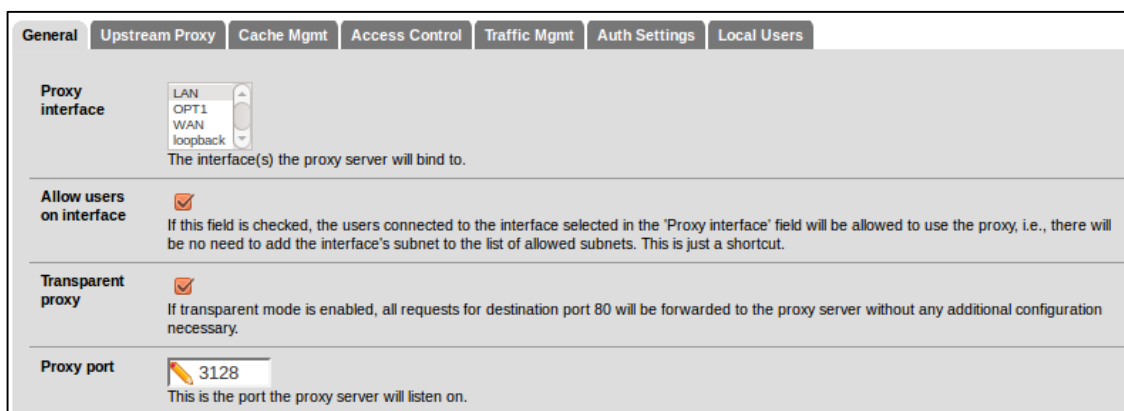 General Upstream Proxy Cache Mgmt Access Control Traffic Mgmt Auth Settings Local Users
Proxy
interface
LAN
OPT1
WAN
loopback
The interface(s) the proxy server will bind to.
Allow users
on interface
If this field is checked, the users connected to the interface selected in the 'Proxy interface' field will be allowed to use the proxy, i.e., there will
be no need to add the interface's subnet to the list of allowed subnets. This is just a shortcut.
Transparent
proxy
If transparent mode is enabled, all requests for destination port 80 will be forwarded to the proxy server without any additional configuration
necessary.
Proxy port
3128
This is the port the proxy server will listen on.